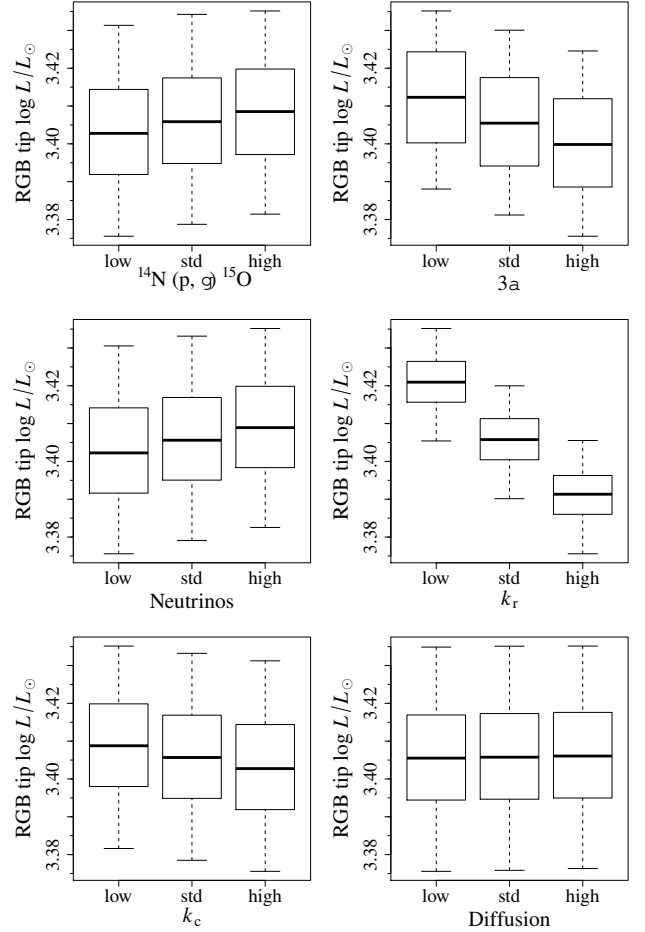 RGB tip log L/L⊙
3.38 3.40 3.42
low std high
¹⁴N (p, g) ¹⁵O
RGB tip log L/L⊙
3.38 3.40 3.42
low std high
3a
RGB tip log L/L⊙
3.38 3.40 3.42
low std high
Neutrinos
RGB tip log L/L⊙
3.38 3.40 3.42
low std high
kᵣ
RGB tip log L/L⊙
3.38 3.40 3.42
low std high
k_c
RGB tip log L/L⊙
3.38 3.40 3.42
low std high
Diffusion